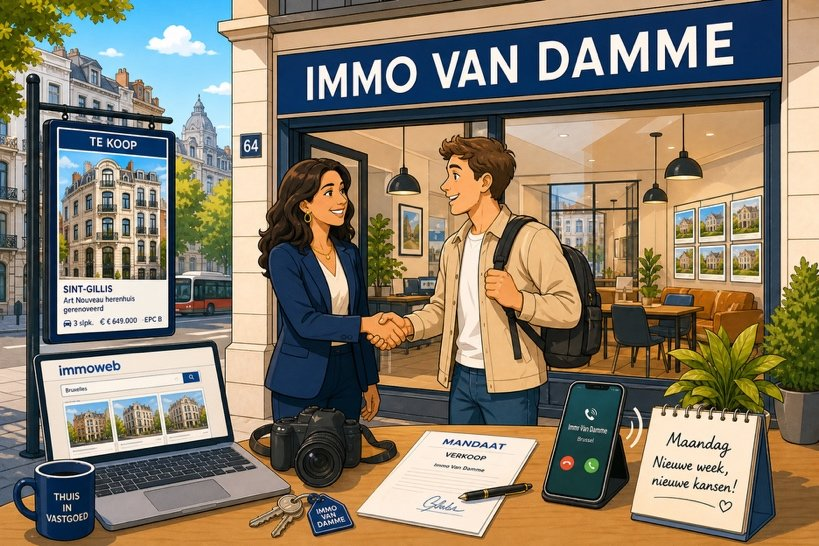 IMMO VAN DAMME
64
TE KOOP
SINT-GILLIS
Art Nouveau herenhuis
gerenoveerd
3 slpk. € € 649.000 ·EPC B
immoweb
Bruxelles
THUIS
IN
VASTGOED
IMMO
VAN
DAMME
MANDAAT
VERKOOP
Immo Van Damme
Immo Van Damme
Brussel
Maandag
Nieuwe week,
nieuwe kansen!